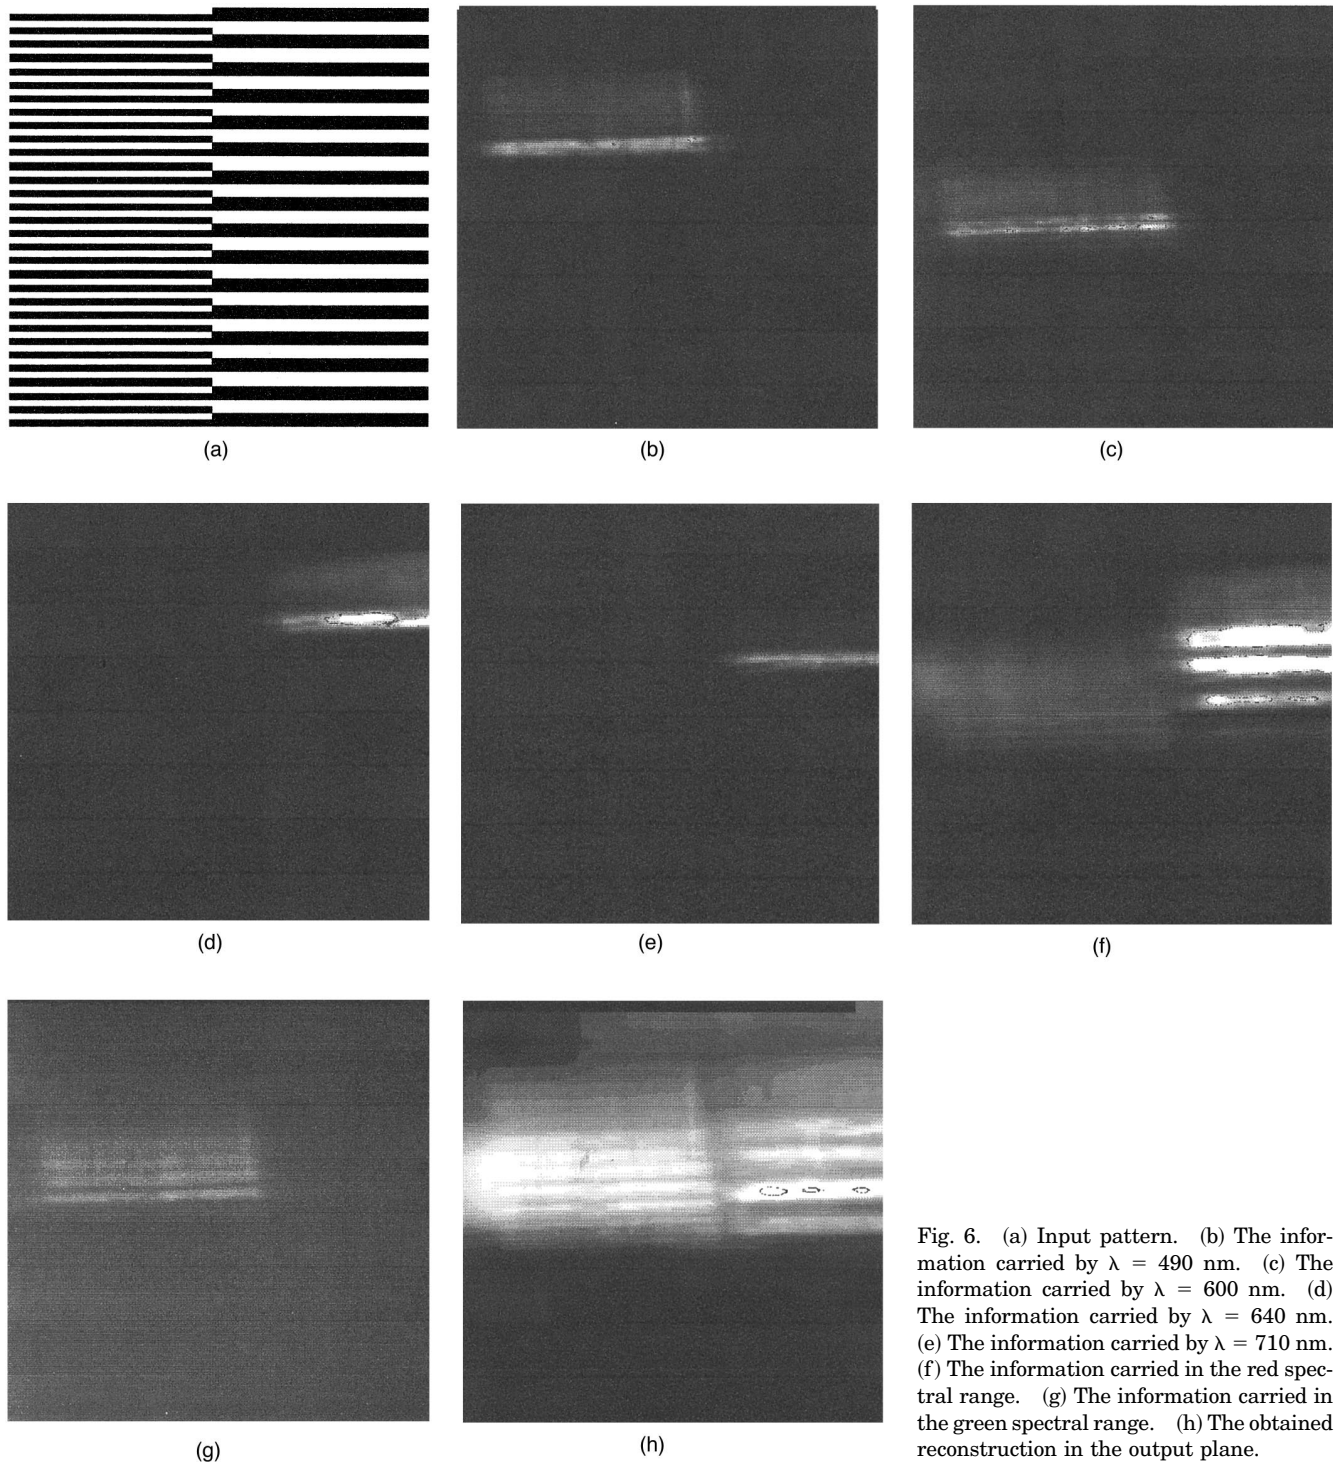 (a)
(b)
(c)
(d)
(e)
(f)
(g)
(h)
Fig. 6. (a) Input pattern. (b) The infor-
mation carried by λ = 490 nm. (c) The
information carried by λ = 600 nm. (d)
The information carried by λ = 640 nm.
(e) The information carried by λ = 710 nm.
(f) The information carried in the red spec-
tral range. (g) The information carried in
the green spectral range. (h) The obtained
reconstruction in the output plane.